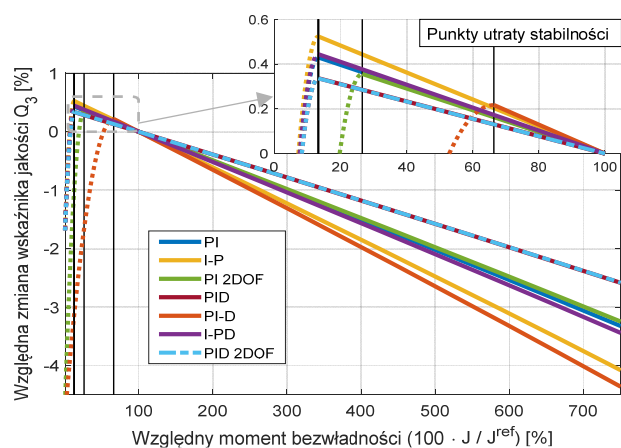 Punkty utraty stabilności
0.6
0.4
0.2
0
0 20 40 60 80 100
Względna zmiana wskaźnika jakości Q3 [%]
1
0
-1
-2
-3
-4
PI
I-P
PI 2DOF
PID
PI-D
I-PD
PID 2DOF
100 200 300 400 500 600 700
Względny moment bezwładności (100 · J / J^ref) [%]